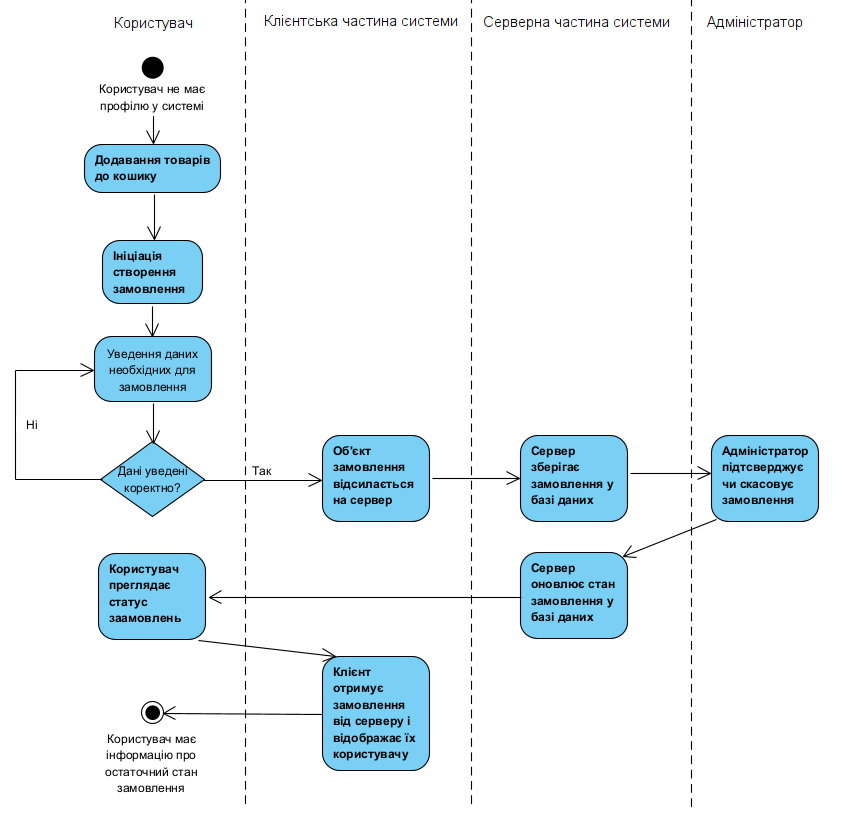 Користувач
Клієнтська частина системи
Серверна частина системи
Адміністратор
Користувач не має
профілю у системі
Додавання товарів
до кошику
Ініціація
створення
замовлення
Уведення даних
необхідних для
замовлення
Ні
Дані уведені
коректно?
Так
Об'єкт
замовлення
відсилається
на сервер
Сервер
зберігає
замовлення у
базі даних
Адміністратор
підтсверджує
чи скасовує
замовлення
Користувач
преглядає
статус
заамовлень
Сервер
оновлює стан
замовлення у
базі даних
Клієнт
отримує
замовлення
від серверу і
відображає їх
користувачу
Користувач має
інформацію про
остаточний стан
замовлення